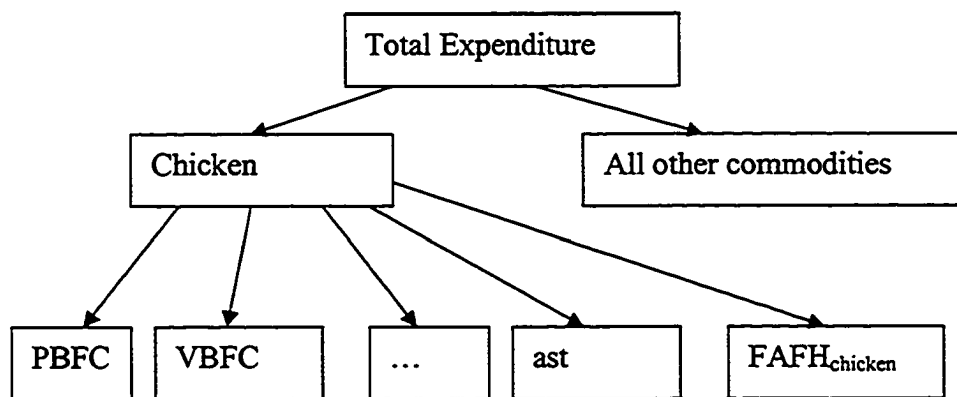 Total Expenditure
Chicken
All other commodities
PBFC
VBFC
...
ast
FAFHchicken